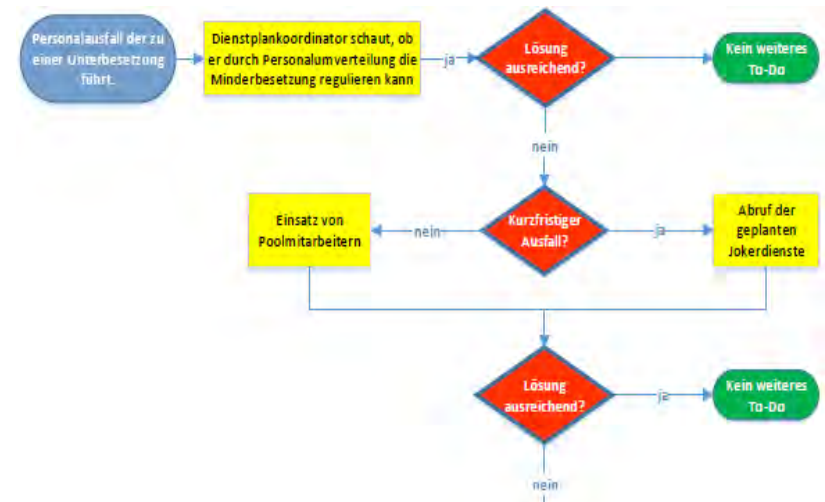 Personalausfall der zu
einer Unterbesetzung
führt.
Dienstplankoordinator schaut, ob
er durch Personalumverteilung die
Minderbesetzung regulieren kann
ja
Lösung
ausreichend?
Kein weiteres
To-Do
nein
Einsatz von
Poolmitarbeitern
nein
Kurzfristiger
Ausfall?
ja
Abruf der
geplanten
Jokerdienste
Lösung
ausreichend?
ja
Kein weiteres
To-Do
nein